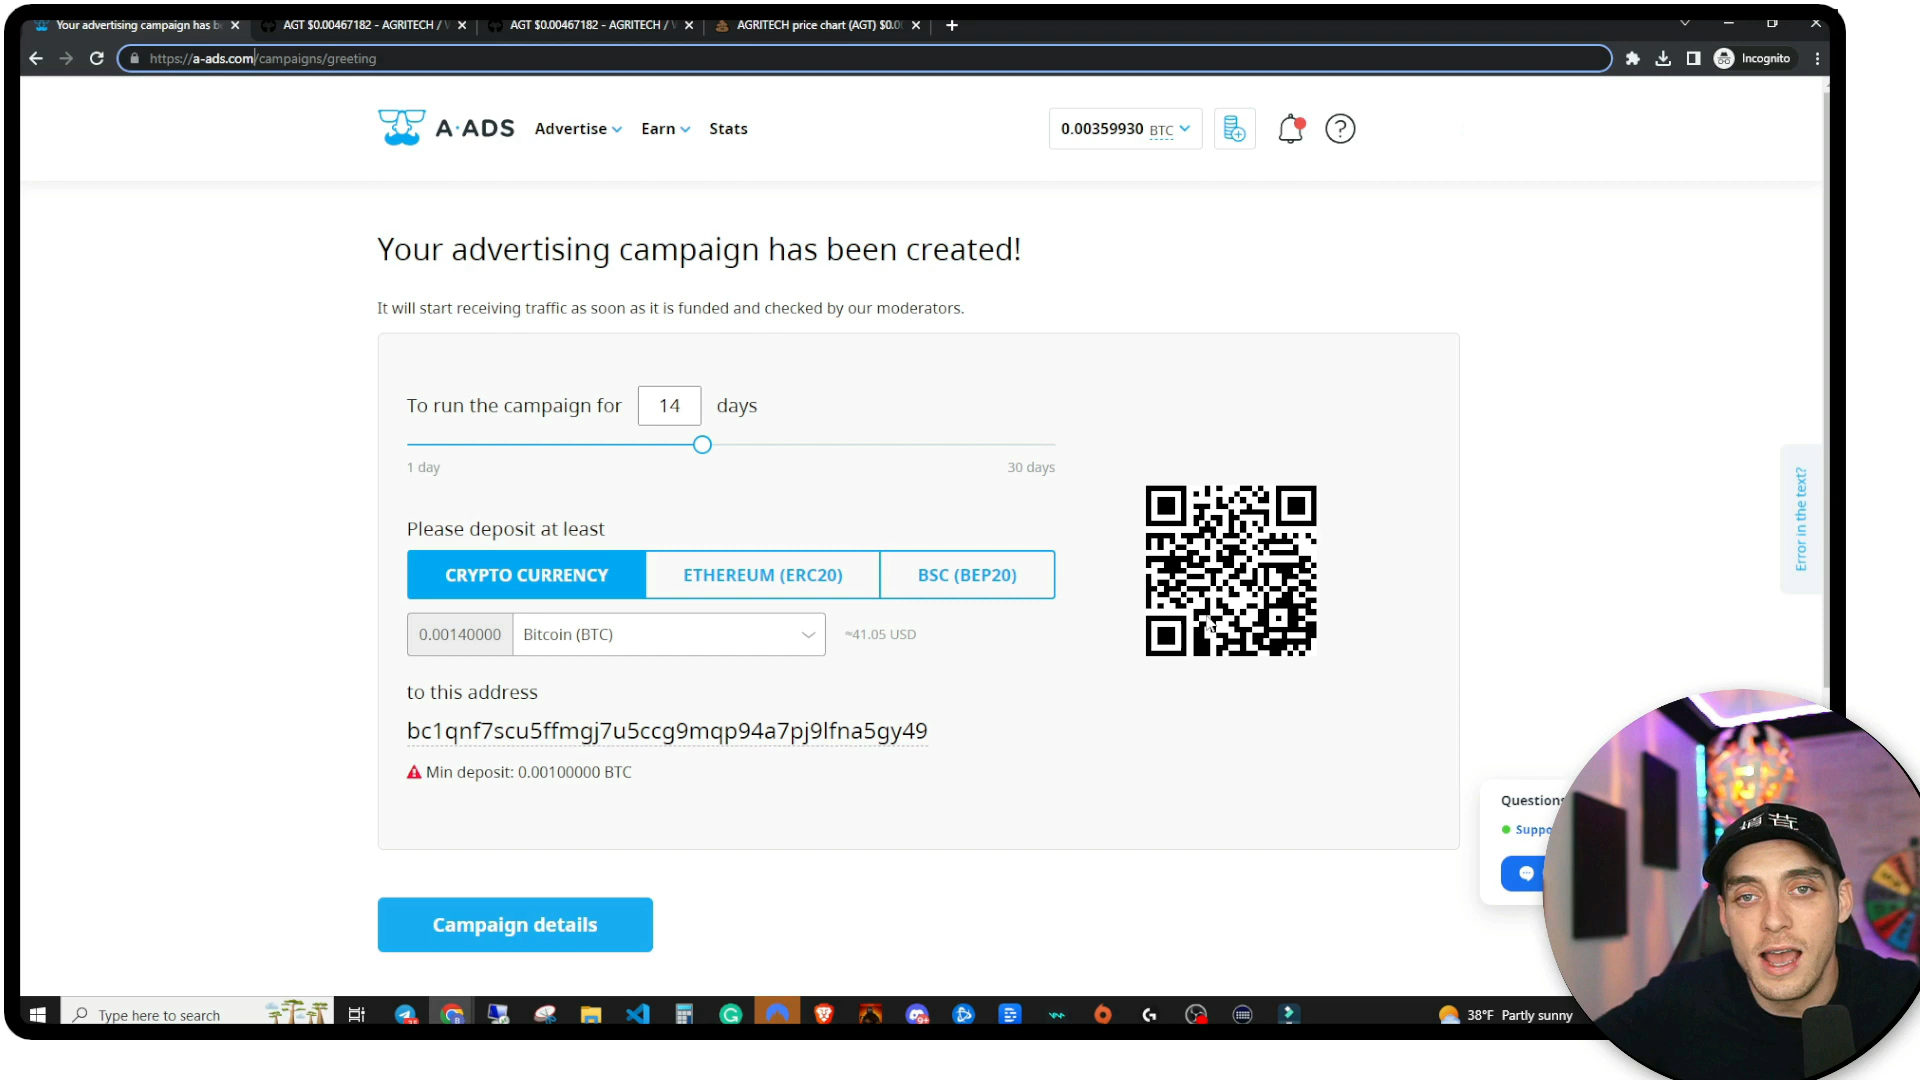 Your advertising campaign has be
AGT $0.00467182 - AGRITECH / W
AGT $0.00467182 - AGRITECH / W
AGRITECH price chart (AGT) $0.00
https://a-ads.com/campaigns/greeting
Incognito
A-ADS
Advertise
Earn
Stats
0.00359930 BTC
Your advertising campaign has been created!
It will start receiving traffic as soon as it is funded and checked by our moderators.
To run the campaign for 14 days
1 day
30 days
Please deposit at least
CRYPTO CURRENCY
ETHEREUM (ERC20)
BSC (BEP20)
0.00140000 Bitcoin (BTC) ≈41.05 USD
to this address
bc1qnf7scu5ffmgj7u5ccg9mqp94a7pj9lfna5gy49
Min deposit: 0.00100000 BTC
Error in the text?
Questions
Suppo
Campaign details
Type here to search
38°F Partly sunny